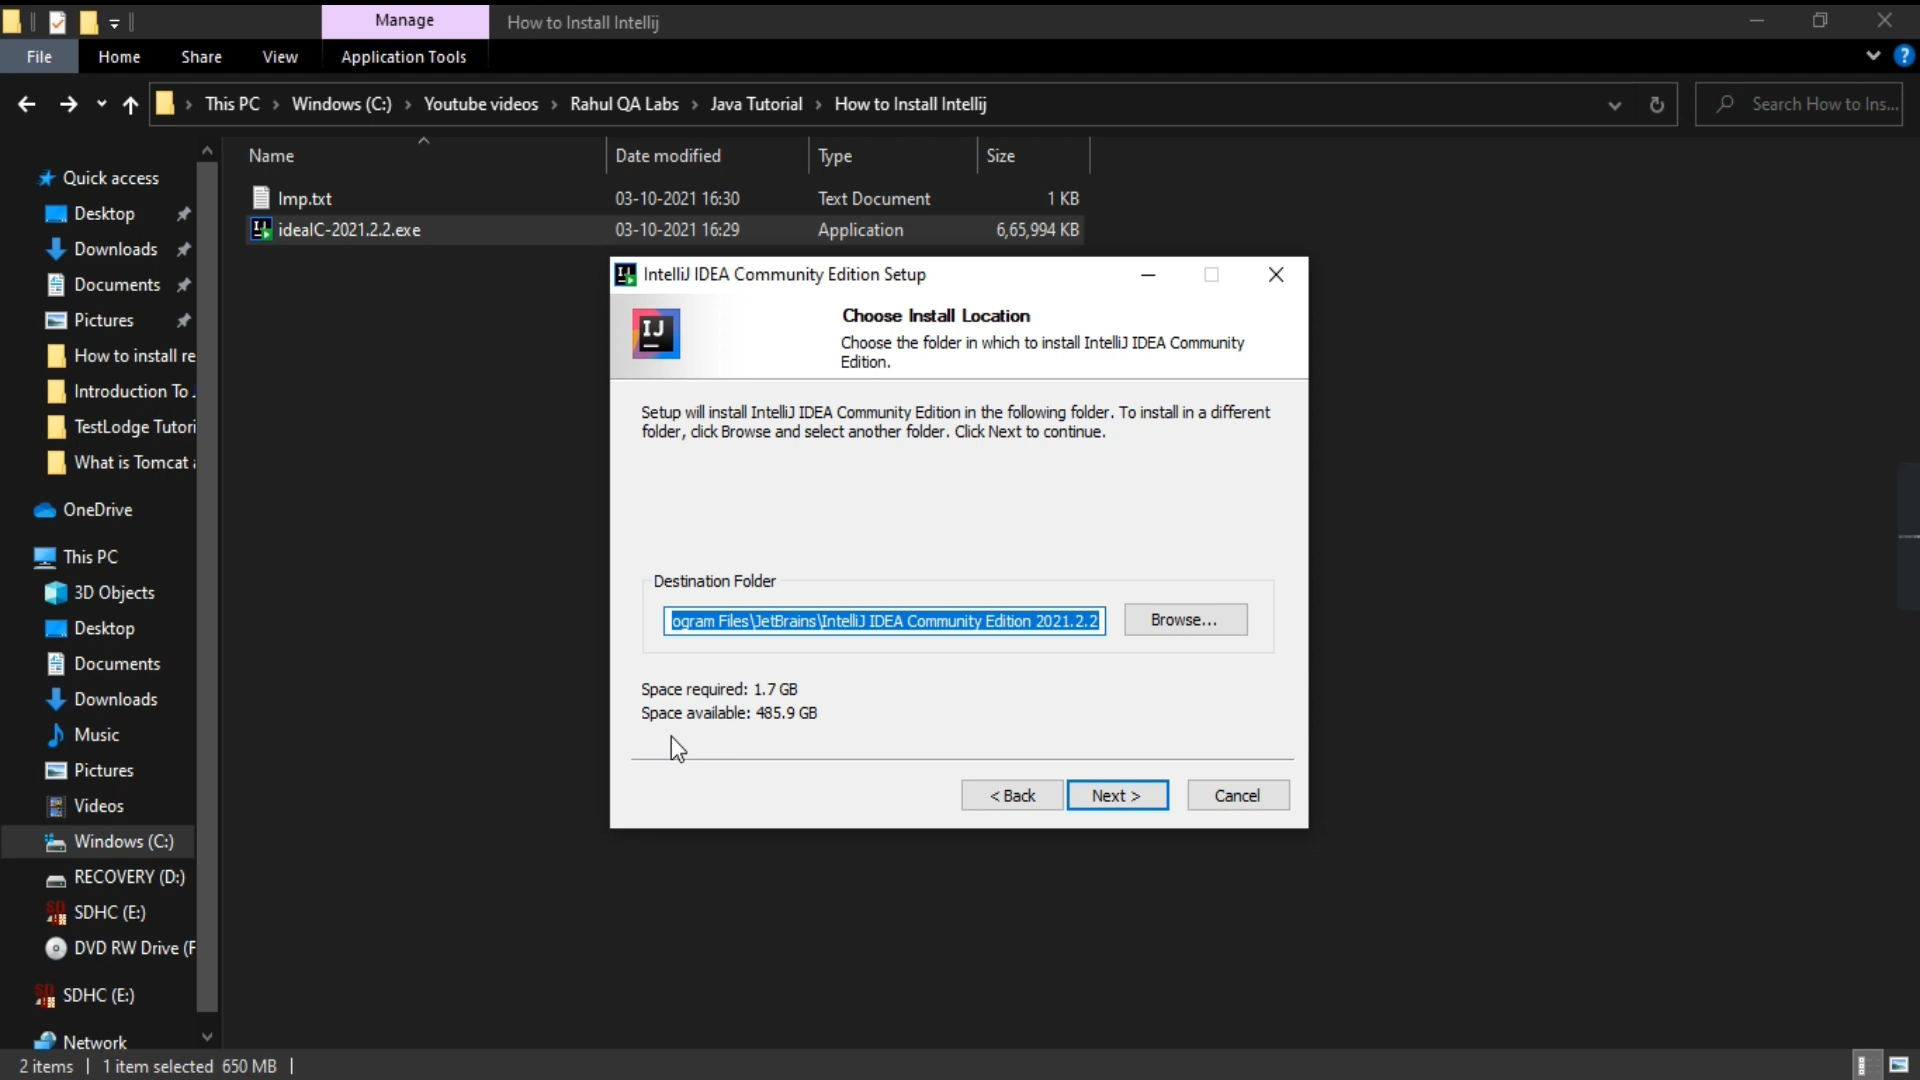 Manage
How to Install Intellij
File
Home
Share
View
Application Tools
?
This PC › Windows (C:) › Youtube videos › Rahul QA Labs › Java Tutorial › How to Install Intellij
Search How to Ins...
Name
Date modified
Type
Size
Imp.txt
03-10-2021 16:30
Text Document
1 KB
ideaIC-2021.2.2.exe
03-10-2021 16:29
Application
6,65,994 KB
Quick access
Desktop
Downloads
Documents
Pictures
How to install re
Introduction To .
TestLodge Tutori
What is Tomcat
OneDrive
This PC
3D Objects
Desktop
Documents
Downloads
Music
Pictures
Videos
Windows (C:)
RECOVERY (D:)
SDHC (E:)
DVD RW Drive (F
SDHC (E:)
Network
IntelliJ IDEA Community Edition Setup
IJ
Choose Install Location
Choose the folder in which to install IntelliJ IDEA Community
Edition.
Setup will install IntelliJ IDEA Community Edition in the following folder. To install in a different
folder, click Browse and select another folder. Click Next to continue.
Destination Folder
ogram Files\JetBrains\IntelliJ IDEA Community Edition 2021.2.2
Browse...
Space required: 1.7 GB
Space available: 485.9 GB
< Back
Next >
Cancel
2 items
1 item selected 650 MB